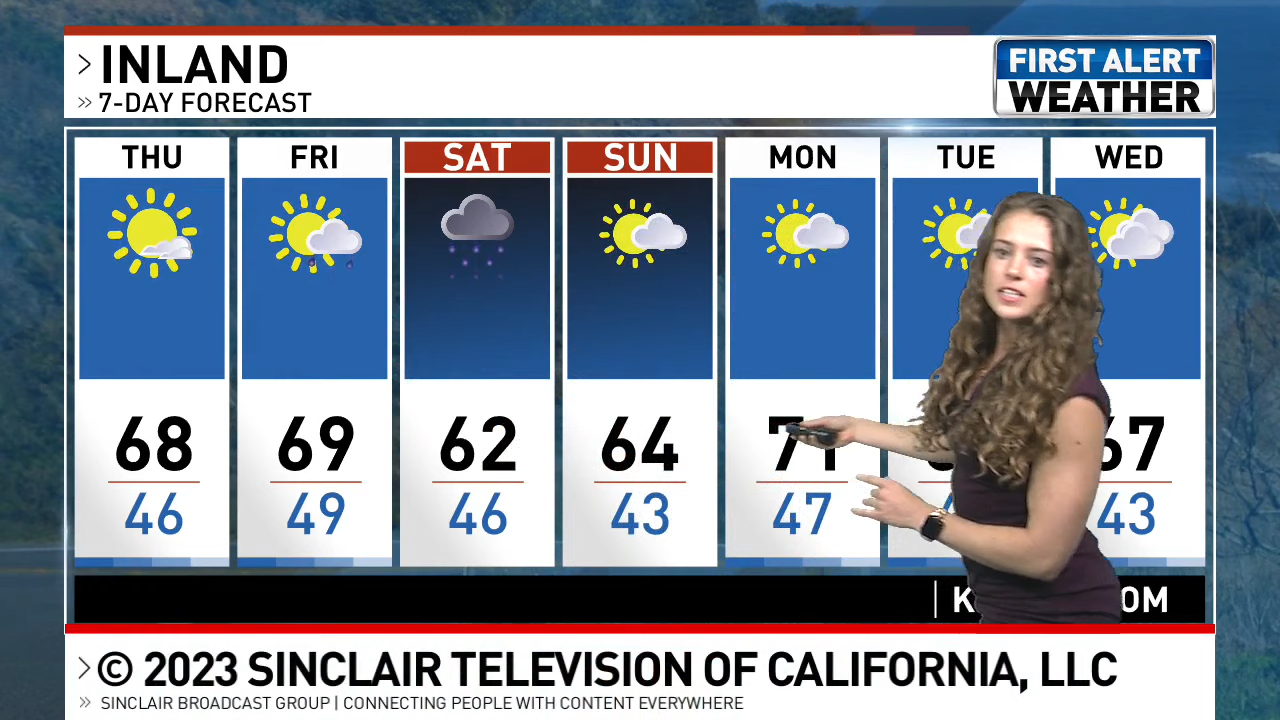 INLAND
7-DAY FORECAST
FIRST ALERT
WEATHER
THU FRI SAT SUN MON TUE WED
68 69 62 64 71 67
46 49 46 43 47 43
© 2023 SINCLAIR TELEVISION OF CALIFORNIA, LLC
SINCLAIR BROADCAST GROUP | CONNECTING PEOPLE WITH CONTENT EVERYWHERE